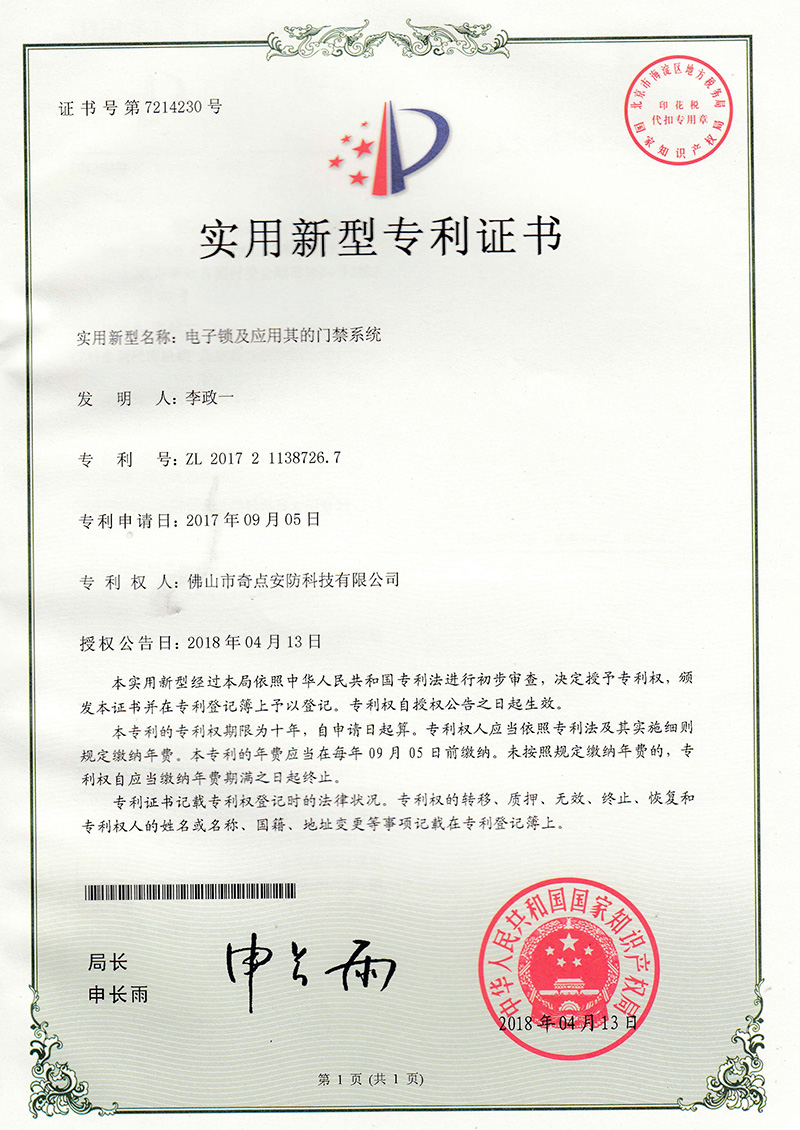 证书号第7214230号
北京市海淀区地方税务局
印花税
代扣专用章
国家知识产权局
实用新型专利证书
实用新型名称：电子锁及应用其的门禁系统
发明人：李政一
专利号：ZL 2017 2 1138726.7
专利申请日：2017年09月05日
专利权人：佛山市奇点安防科技有限公司
授权公告日：2018年04月13日
本实用新型经过本局依照中华人民共和国专利法进行初步审查，决定授予专利权，颁
发本证书并在专利登记簿上予以登记。专利权自授权公告之日起生效。
本专利的专利权期限为十年，自申请日起算。专利权人应当依照专利法及其实施细则
规定缴纳年费。本专利的年费应当在每年09月05日前缴纳。未按照规定缴纳年费的，专
利权自应当缴纳年费期满之日起终止。
专利证书记载专利权登记时的法律状况。专利权的转移、质押、无效、终止、恢复和
专利权人的姓名或名称、国籍、地址变更等事项记载在专利登记簿上。
局长
申长雨
申长雨
中华人民共和国国家知识产权局
2018年04月13日
第1页(共1页)